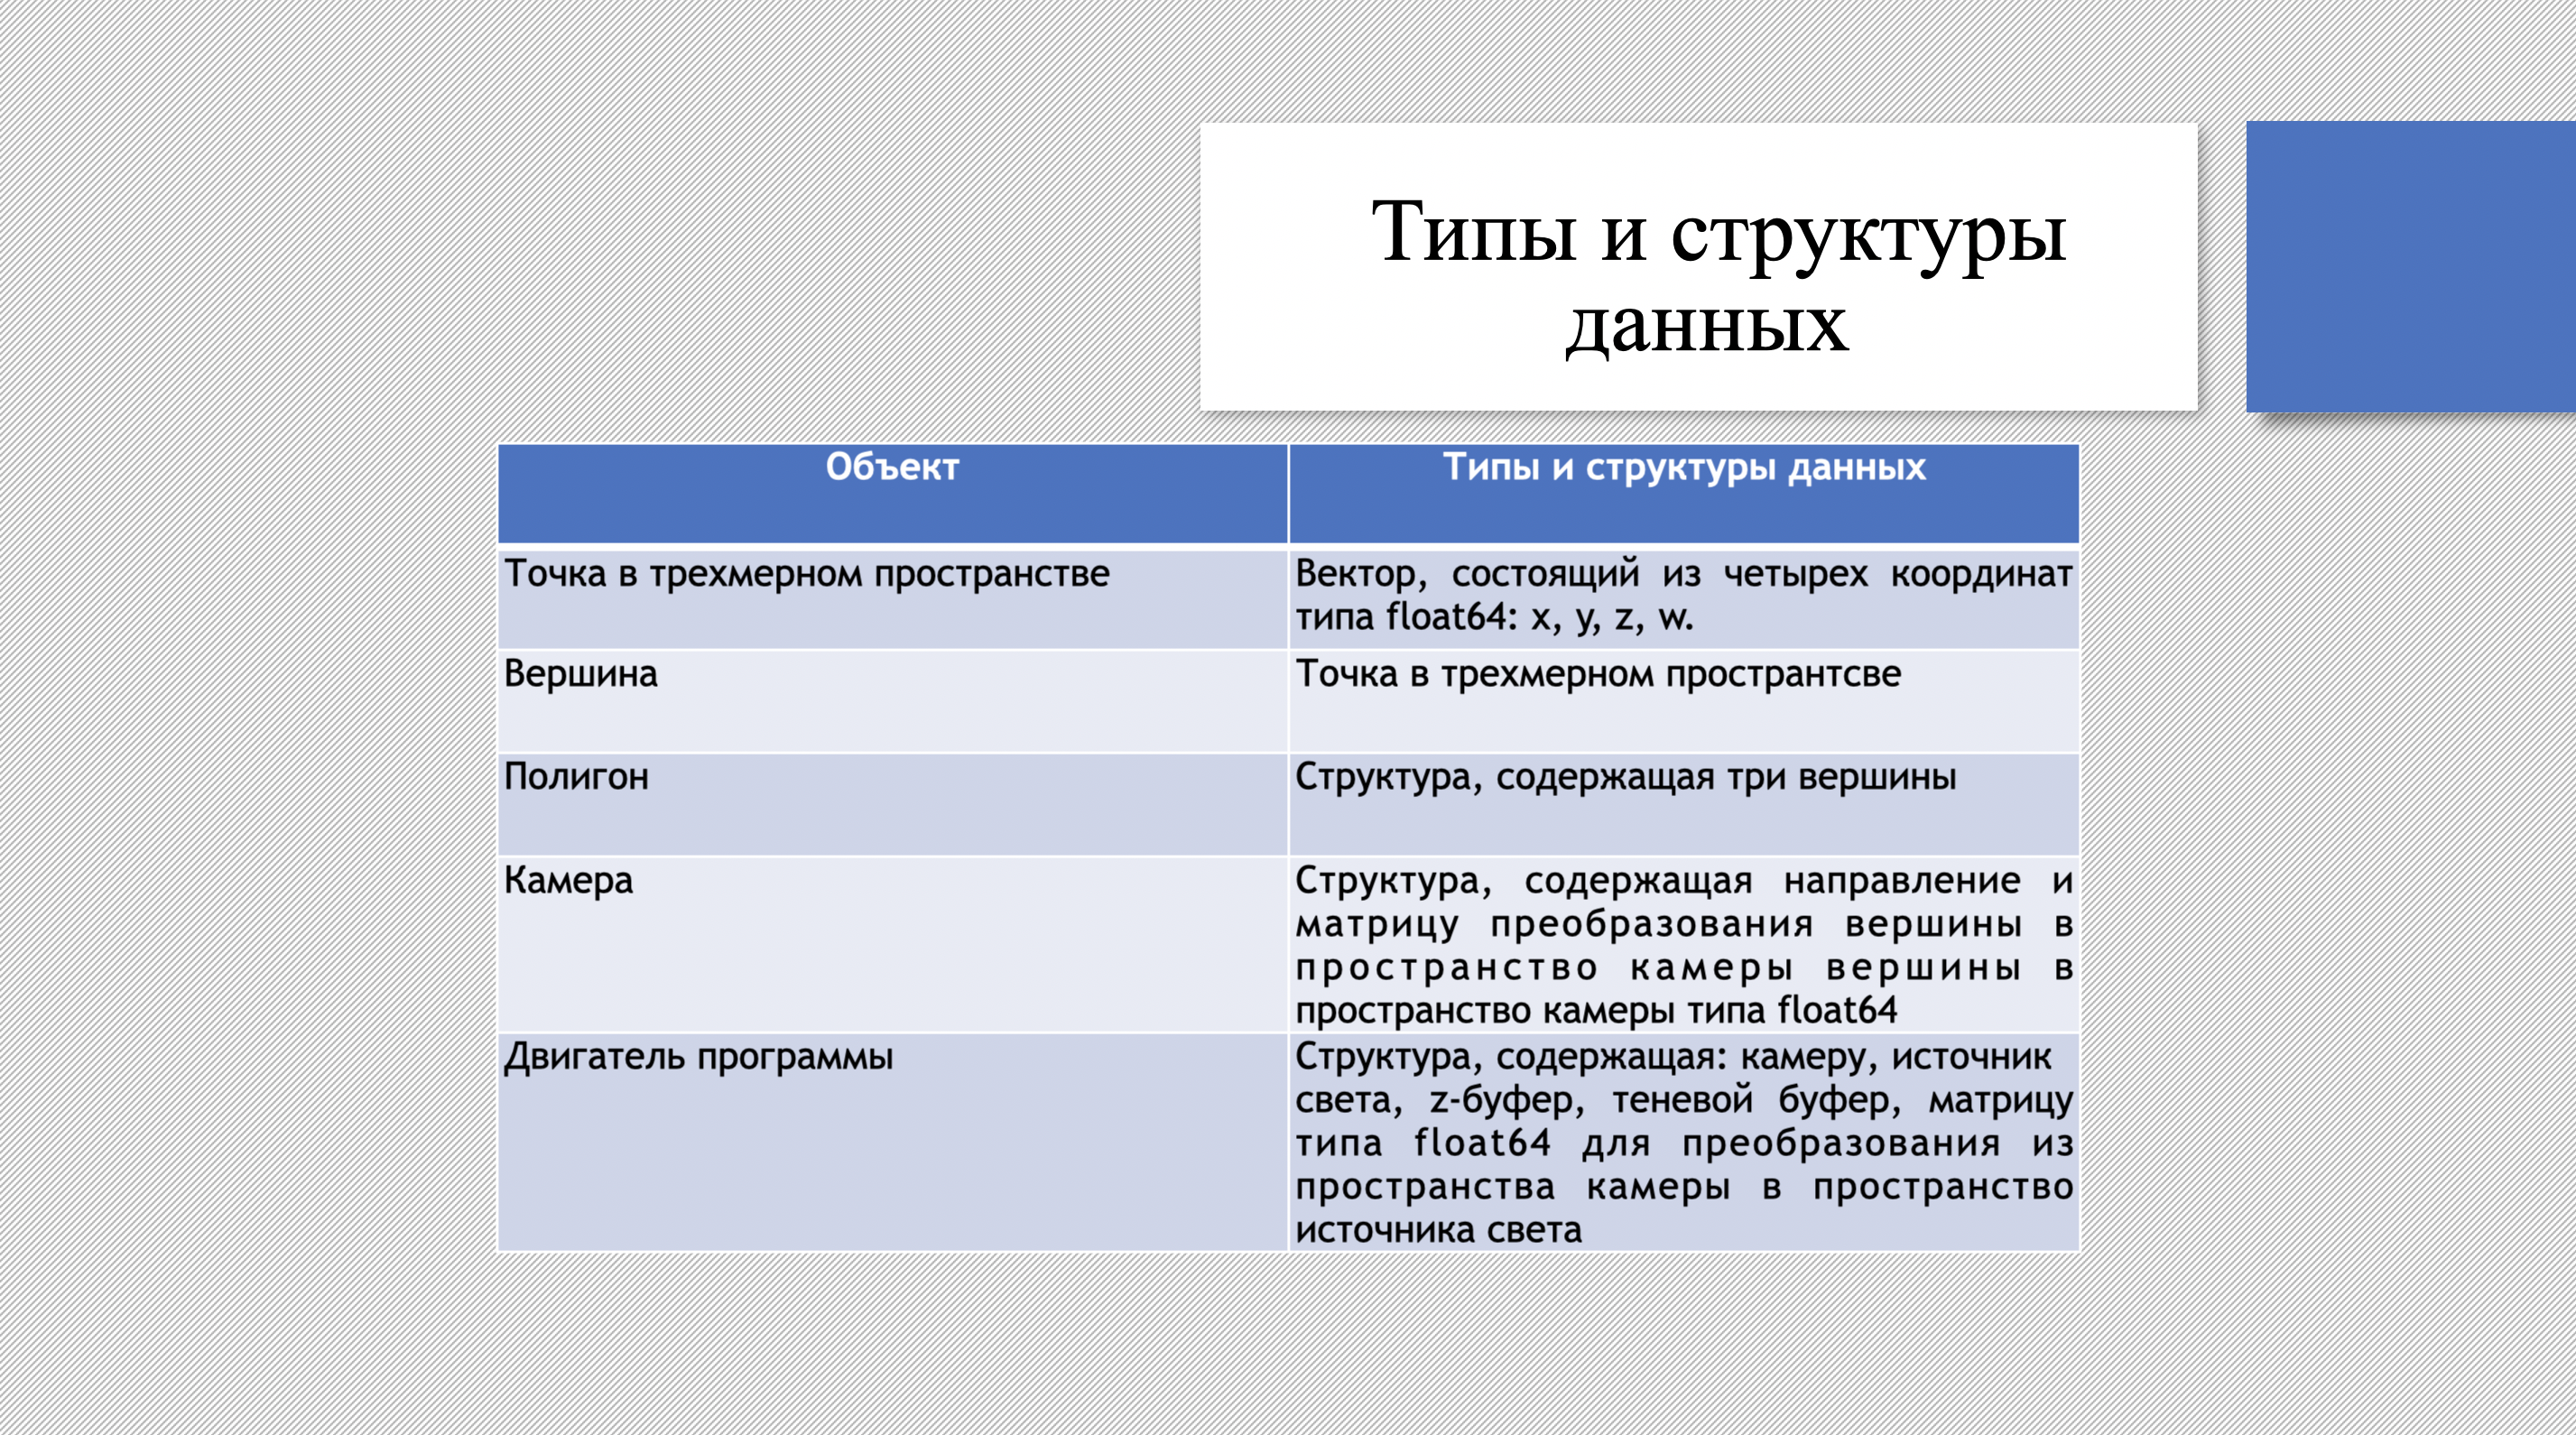 Типы и структуры
данных
Объект
Типы и структуры данных
Точка в трехмерном пространстве
Вектор, состоящий из четырех координат
типа float64: x, y, z, w.
Вершина
Точка в трехмерном пространтсве
Полигон
Структура, содержащая три вершины
Камера
Структура, содержащая направление и
матрицу преобразования вершины в
пространство камеры вершины в
пространство камеры типа float64
Двигатель программы
Структура, содержащая: камеру, источник
света, z-буфер, теневой буфер, матрицу
типа float64 для преобразования из
пространства камеры в пространство
источника света